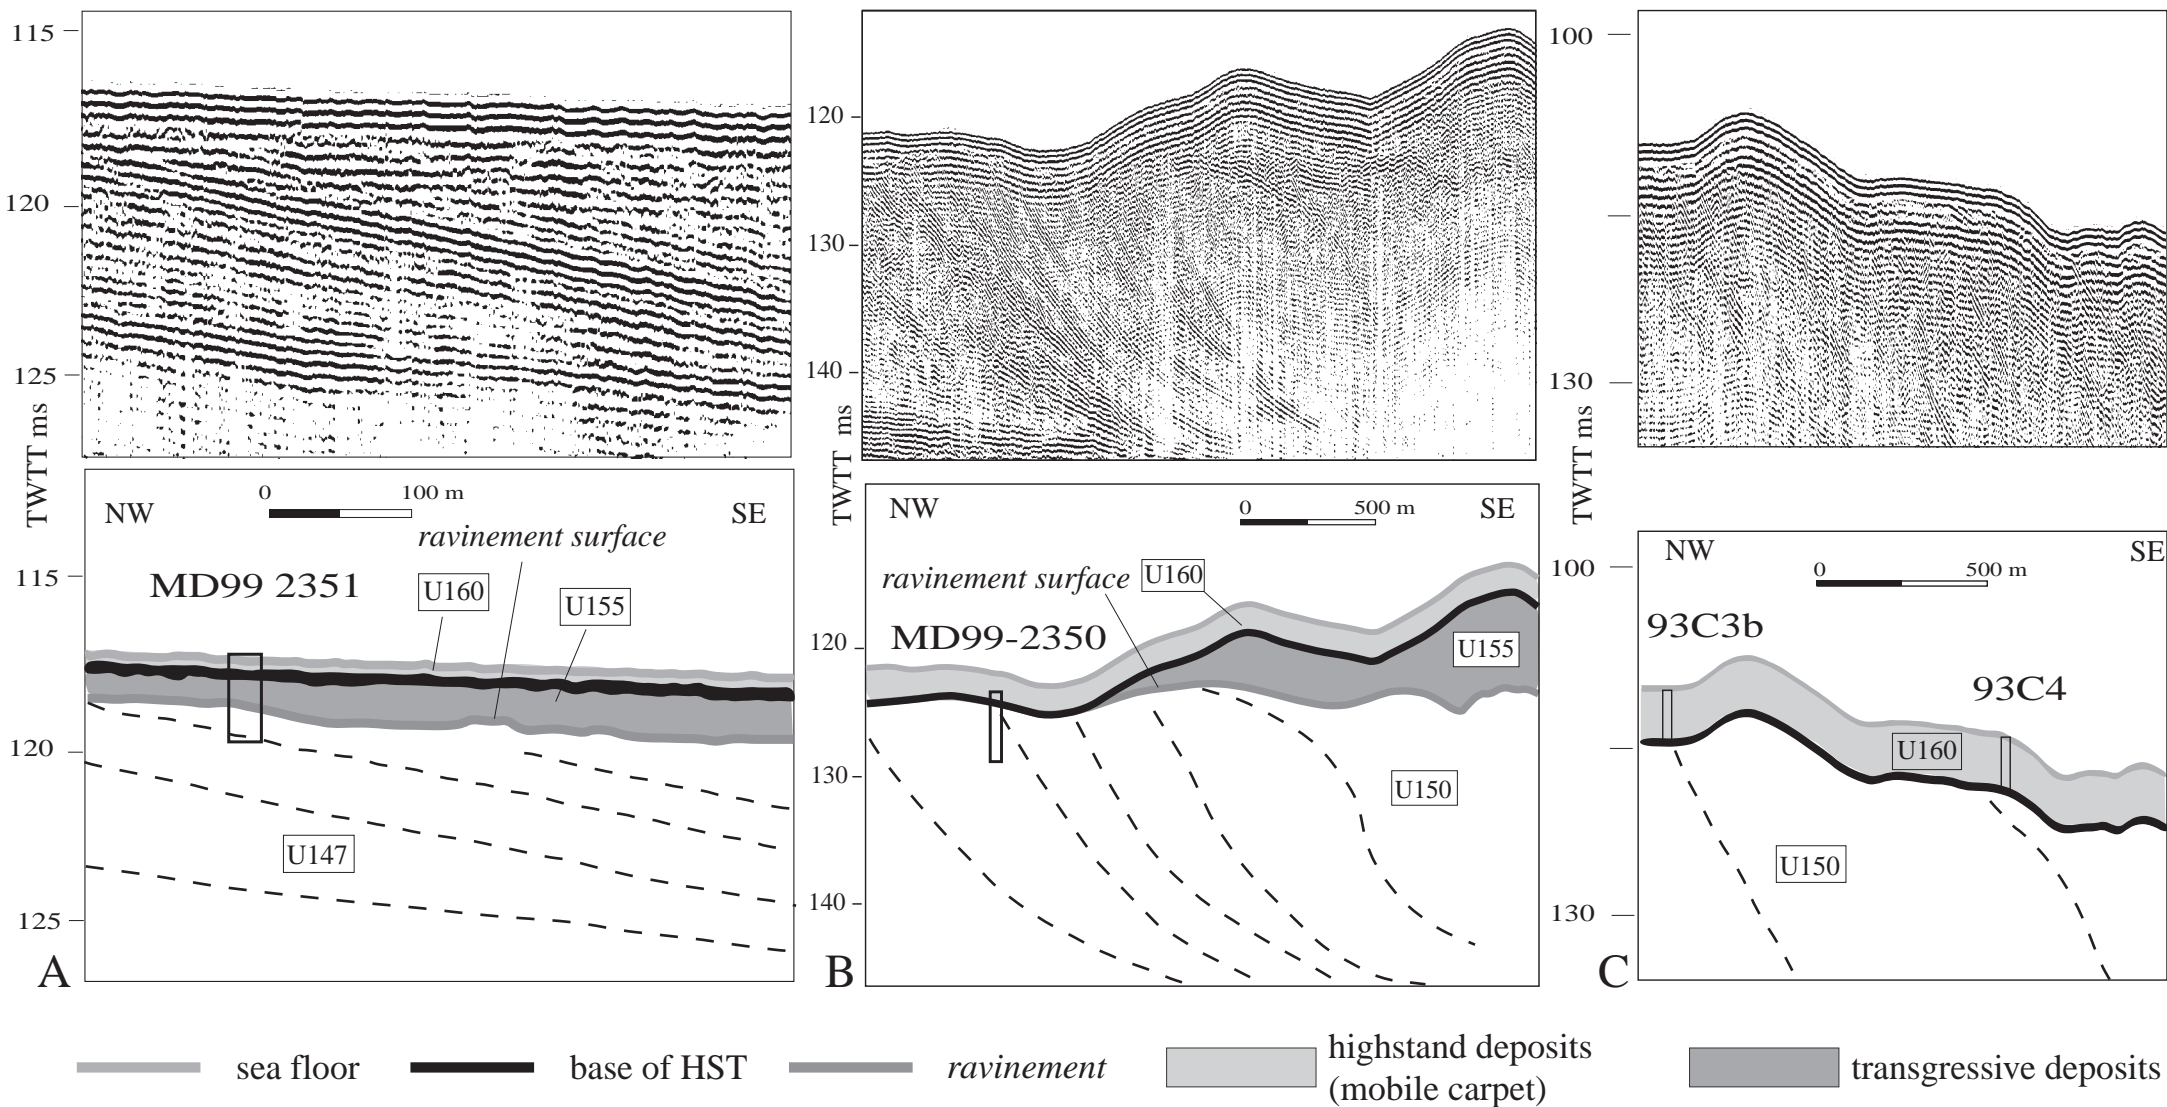 115
120
125
TWTT ms
120
130
140
TWTT ms
100
130
TWTT ms
0 100 m
NW SE
ravinement surface
MD99 2351
U160
U155
U147
115
120
125
A
0 500 m
NW SE
ravinement surface
U160
MD99-2350
U155
U150
120
130
140
B
NW SE
0 500 m
93C3b
93C4
U160
U150
100
130
C
sea floor
base of HST
ravinement
highstand deposits
(mobile carpet)
transgressive deposits